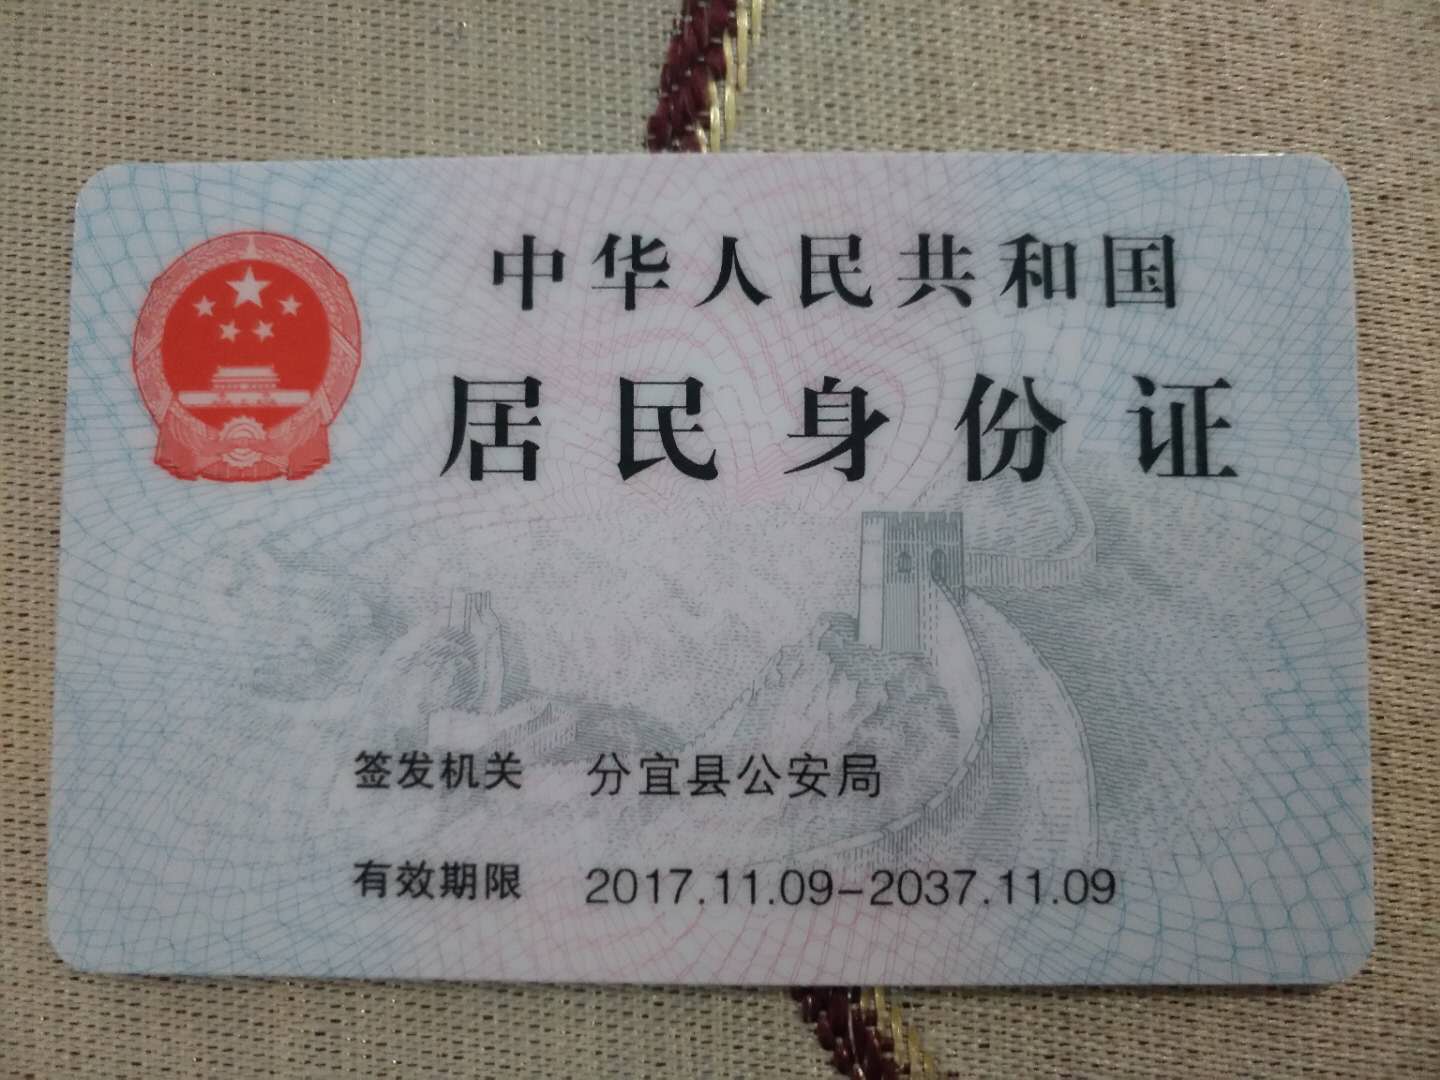 中华人民共和国
居民身份证
签发机关 分宜县公安局
有效期限 2017.11.09-2037.11.09